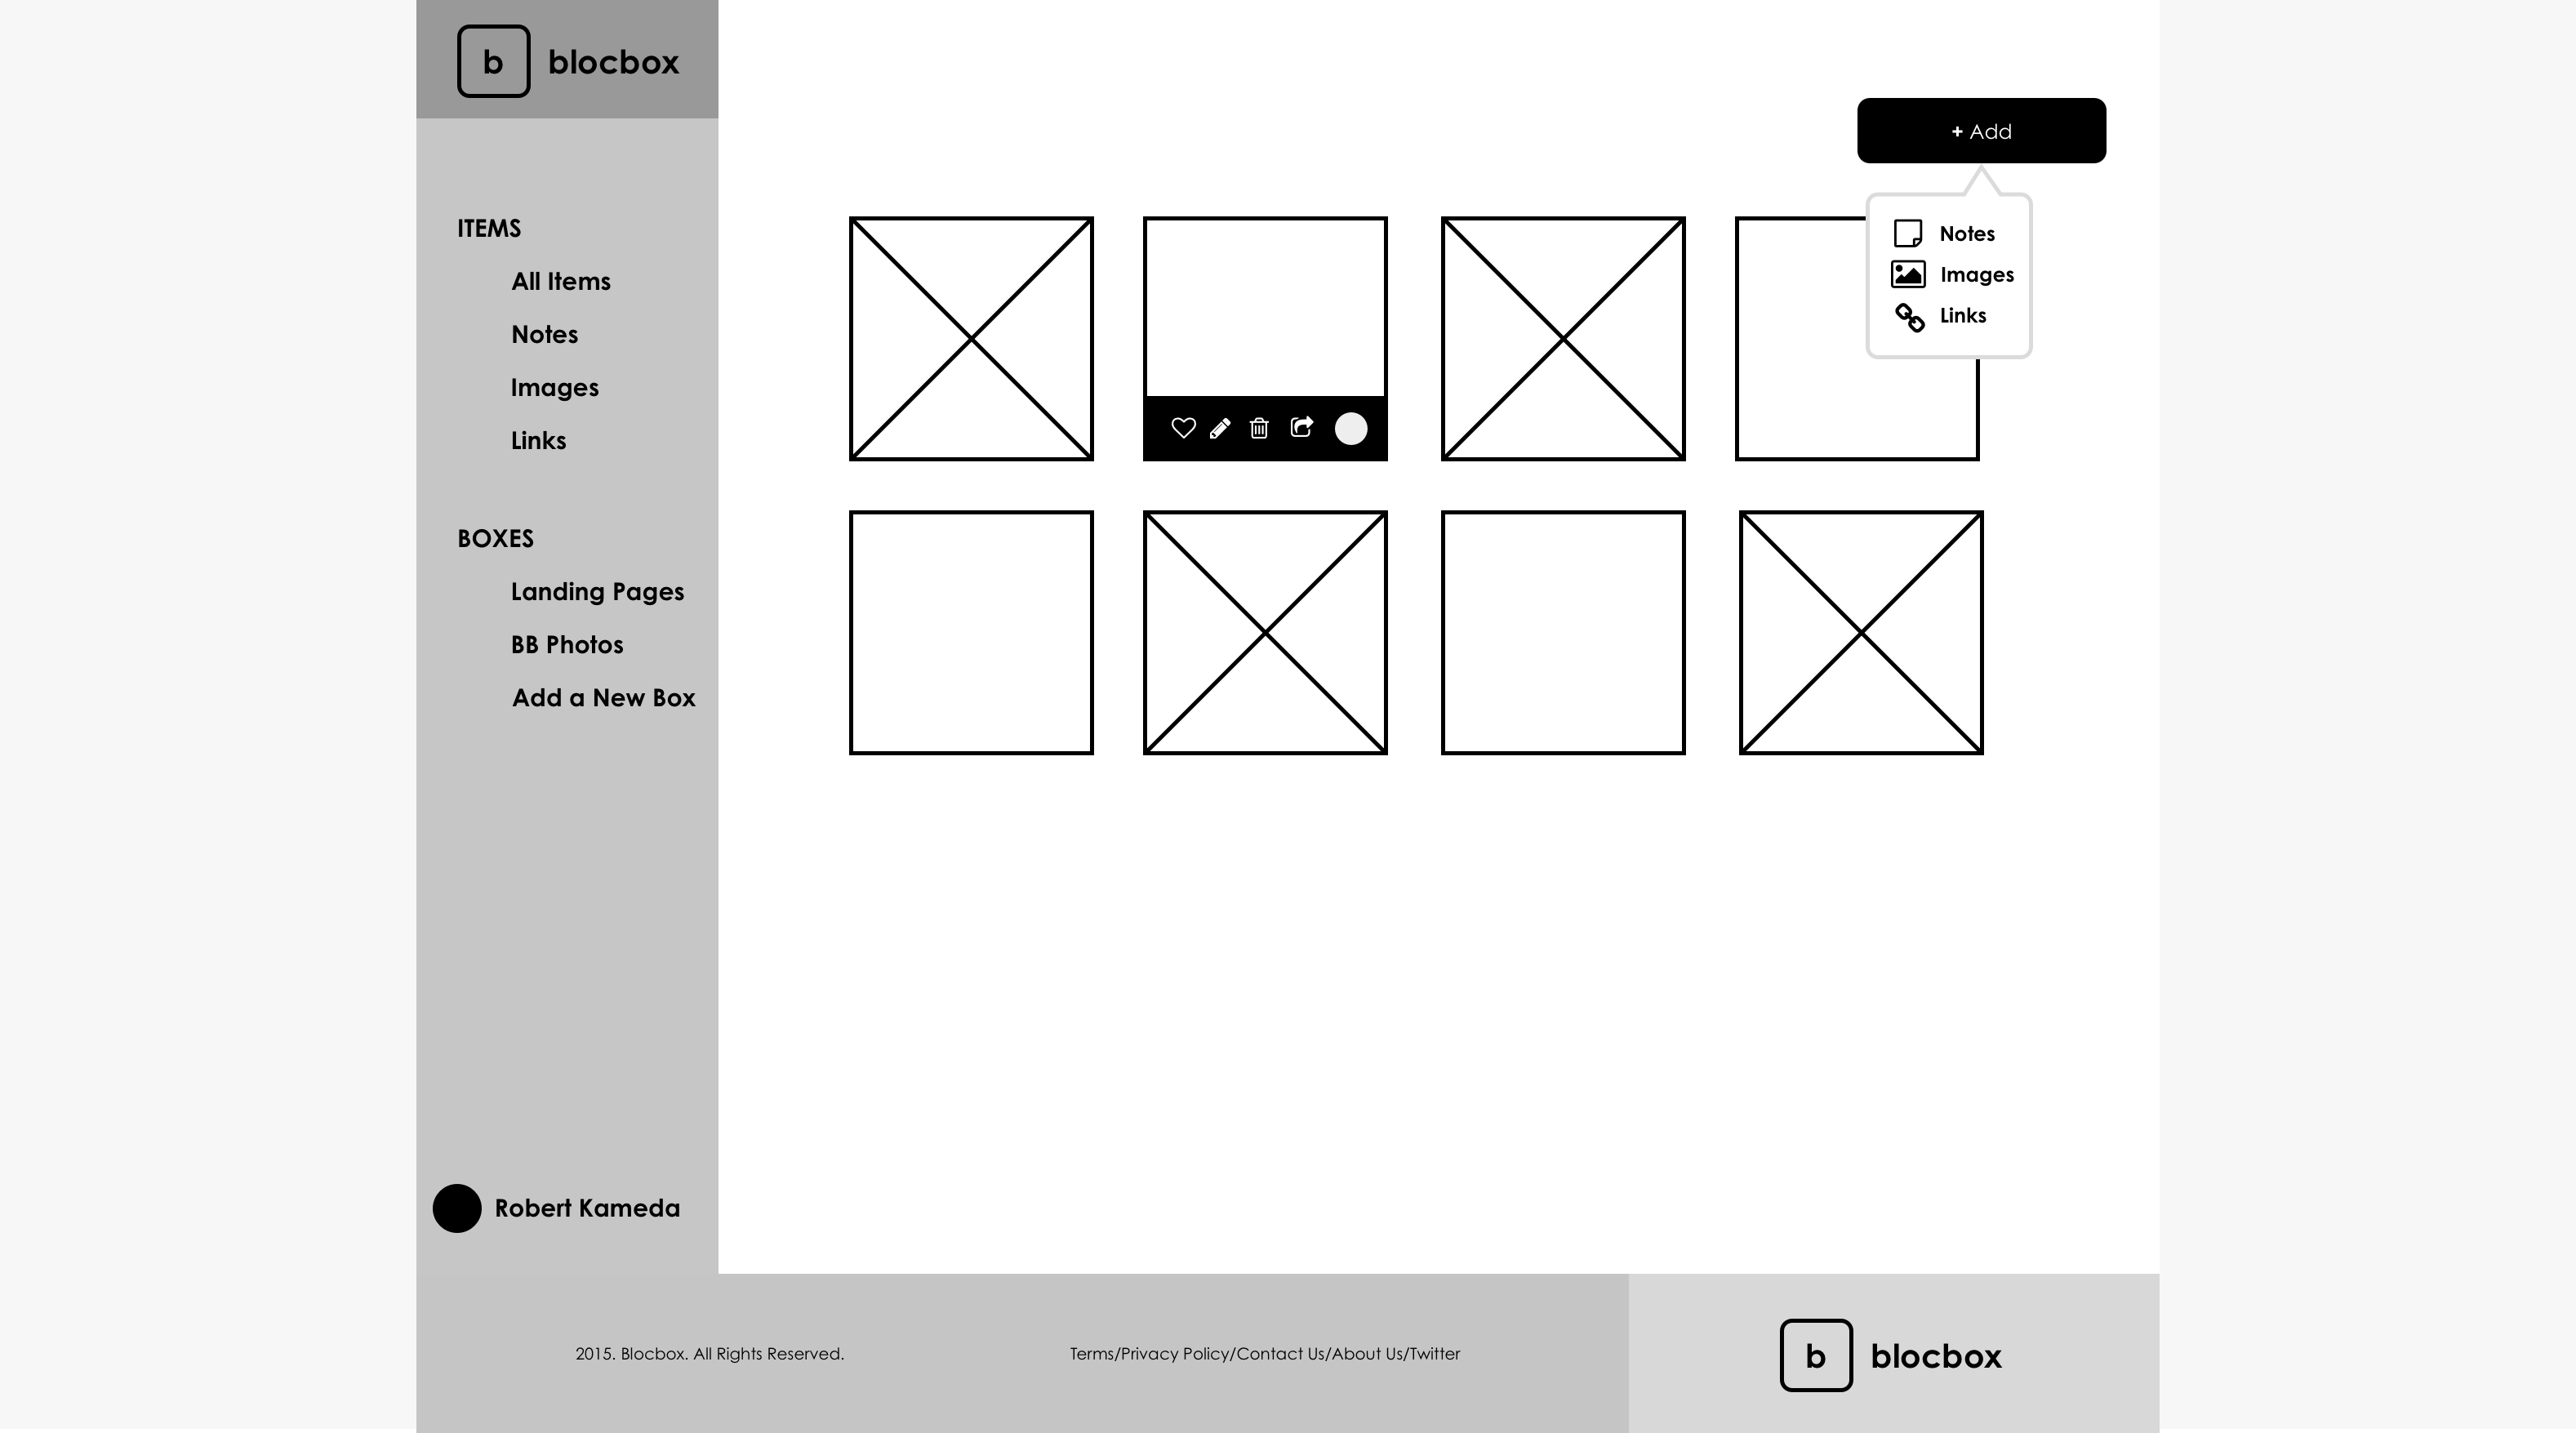 b blocbox
ITEMS
All Items
Notes
Images
Links
BOXES
Landing Pages
BB Photos
Add a New Box
Robert Kameda
+ Add
Notes
Images
Links
2015. Blocbox. All Rights Reserved.
Terms/Privacy Policy/Contact Us/About Us/Twitter
b blocbox